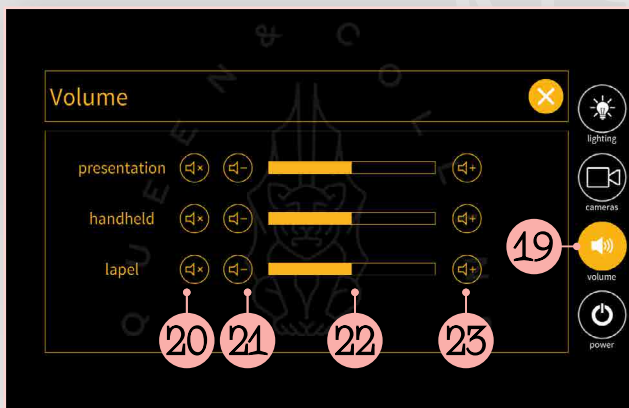 Volume
lighting
presentation
cameras
handheld
19
lapel
volume
20 21 22 23
power